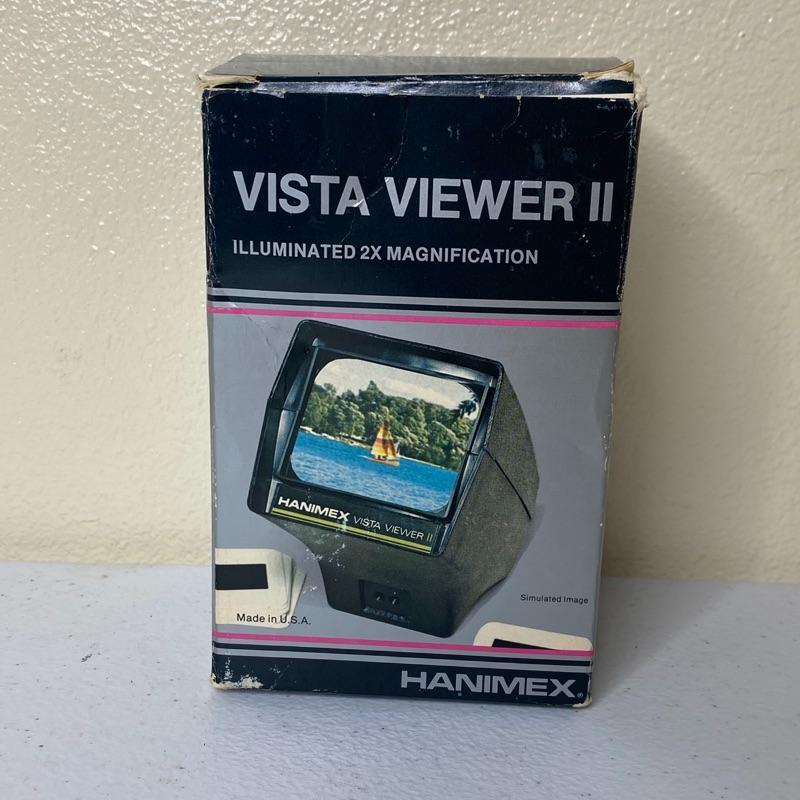 VISTA VIEWER II
ILLUMINATED 2X MAGNIFICATION
HANIMEX VISTA VIEWER II
Simulated Image
Made in U.S.A.
HANIMEX®